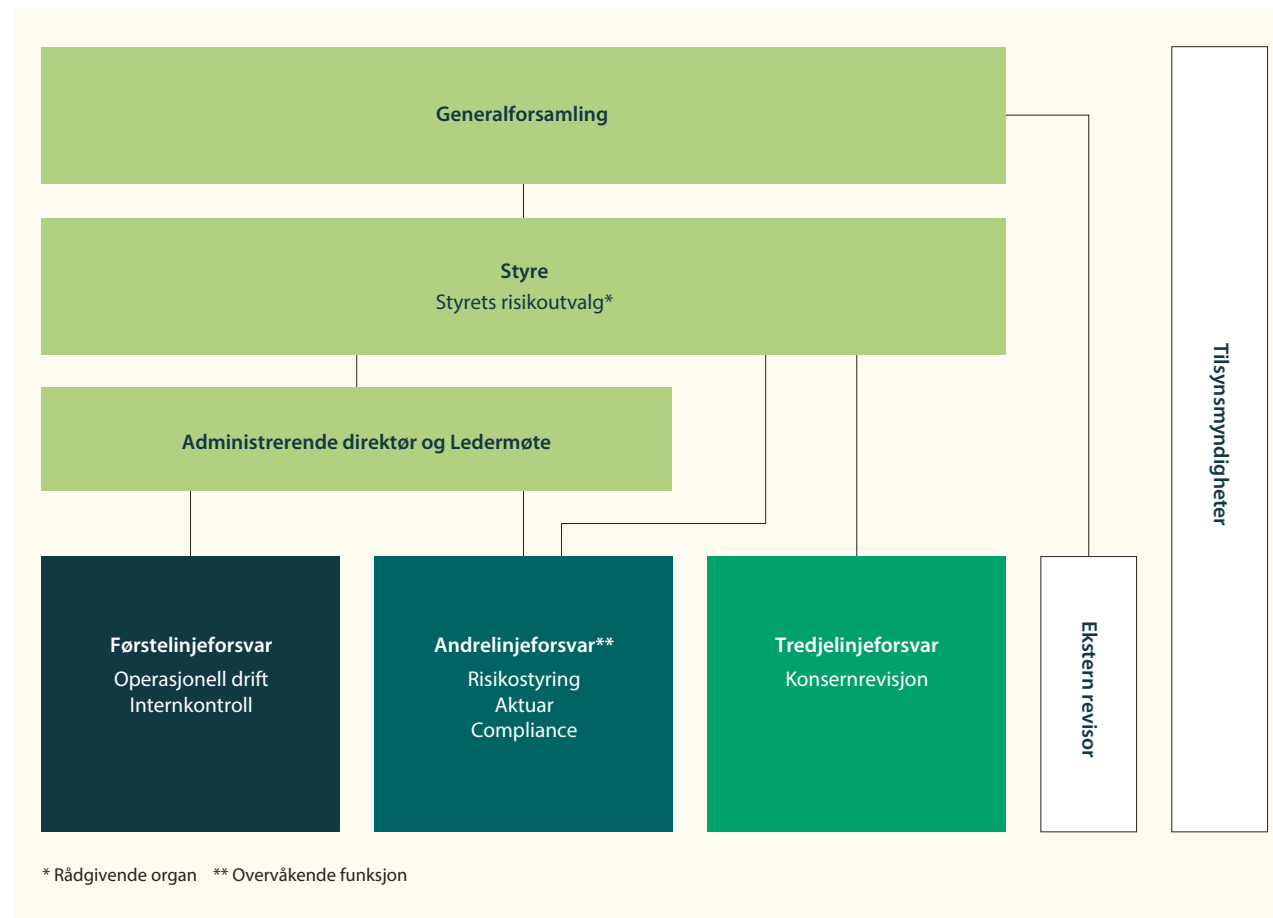 Generalforsamling
Styre
Styrets risikoutvalg*
Administrerende direktør og Ledermøte
Førstelinjeforsvar
Operasjonell drift
Internkontroll
Andrelinjeforsvar**
Risikostyring
Aktuar
Compliance
Tredjelinjeforsvar
Konsernrevisjon
Ekstern revisor
Tilsynsmyndigheter
* Rådgivende organ ** Overvåkende funksjon